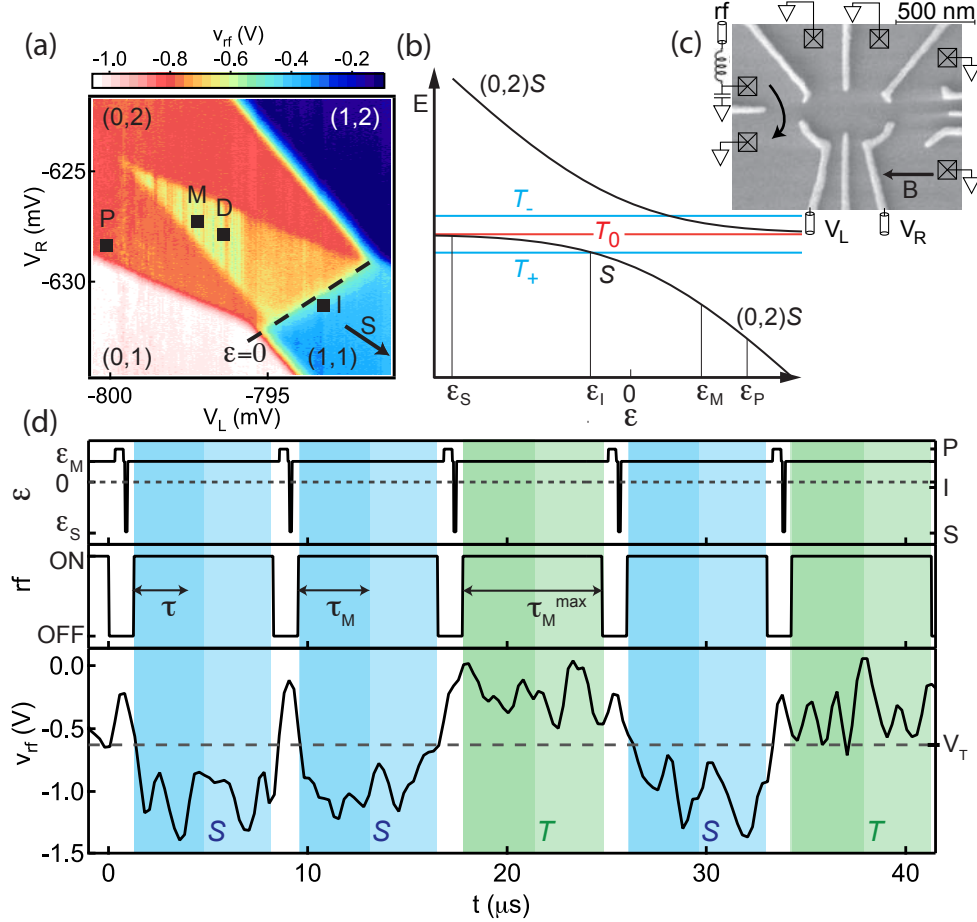 (a)
v_rf (V)
-1.0 -0.8 -0.6 -0.4 -0.2
(0,2)
(1,2)
M
D
P
I
S
ε=0
(0,1)
(1,1)
-625
-630
V_R (mV)
-800
-795
V_L (mV)
(b)
E
(0,2)S
T_-
T_0
T_+
S
(0,2)S
ε_S
ε_I
0
ε_M
ε_P
ε
(c)
rf
500 nm
B
V_L
V_R
(d)
ε_M
0
ε_S
ε
P
I
S
ON
OFF
rf
τ
τ_M
τ_M^max
0.0
-0.5
-1.0
-1.5
v_rf (V)
V_T
S
S
T
S
T
0 10 20 30 40
t (μs)